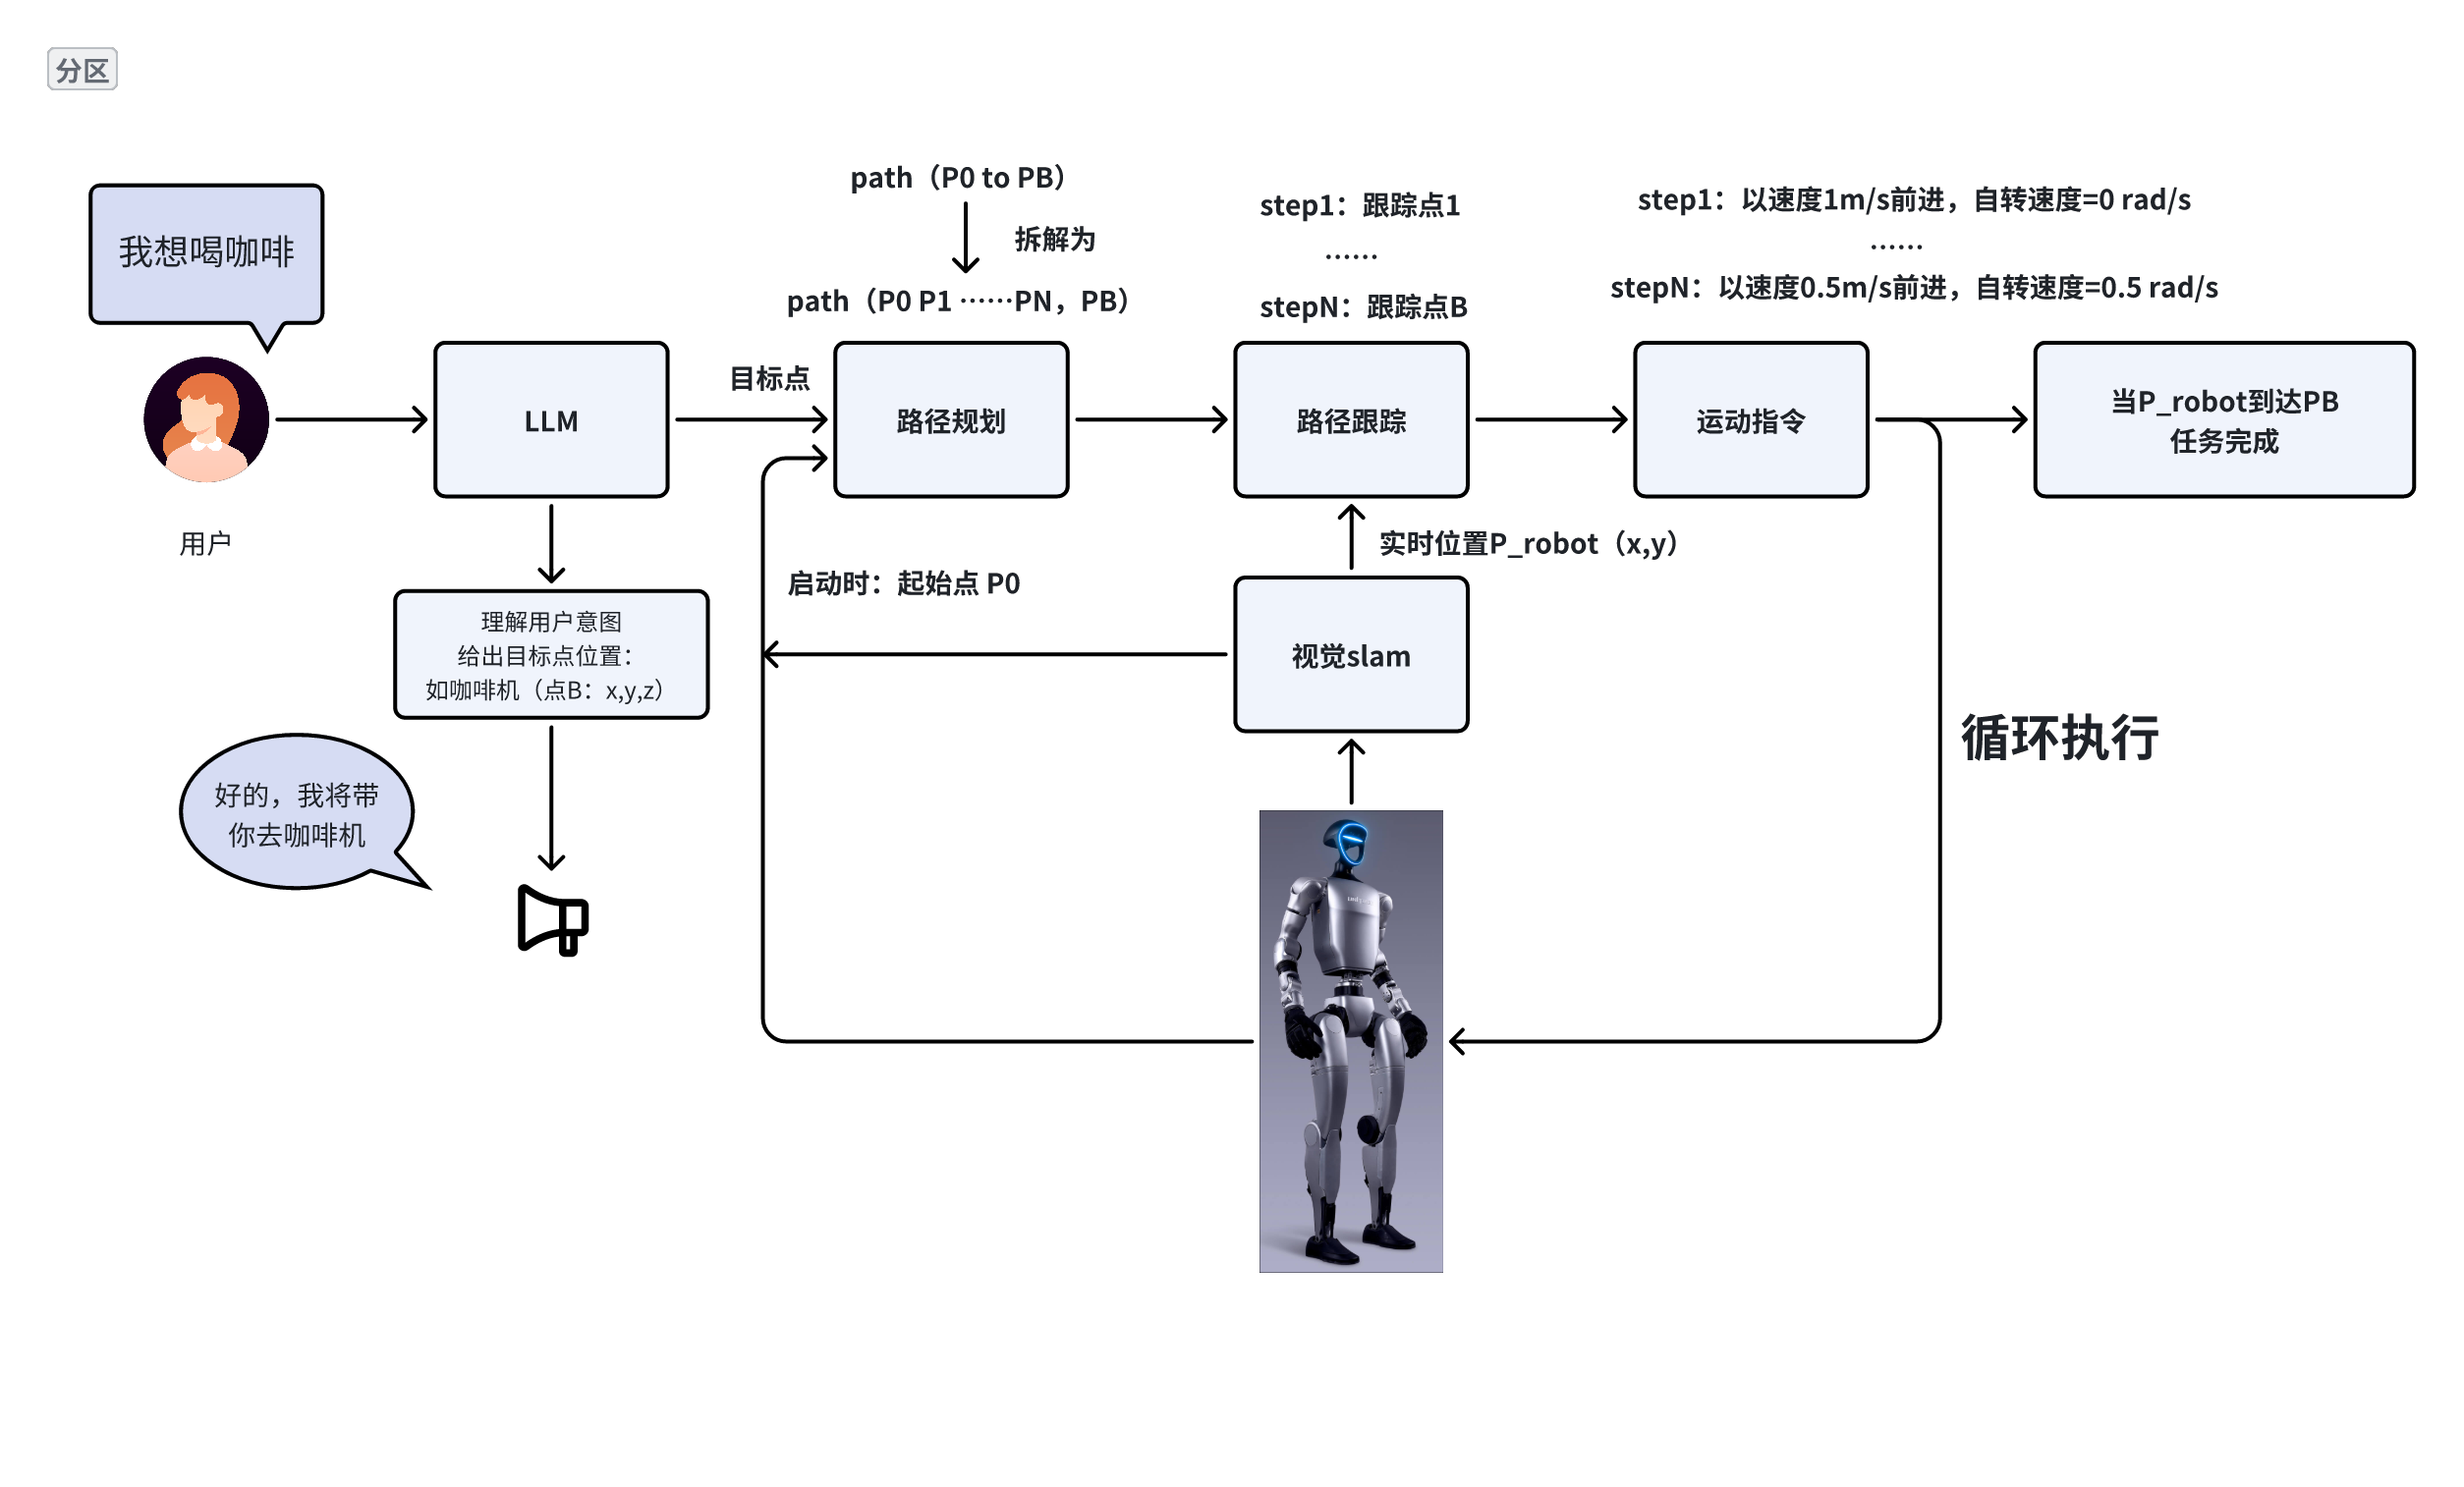 分区
我想喝咖啡
用户
LLM
理解用户意图
给出目标点位置：
如咖啡机（点B：x,y,z）
好的，我将带
你去咖啡机
目标点
path（P0 to PB）
拆解为
path（P0 P1 ······PN，PB）
路径规划
启动时：起始点 P0
step1：跟踪点1
······
stepN：跟踪点B
路径跟踪
实时位置P_robot（x,y）
视觉slam
step1：以速度1m/s前进，自转速度=0 rad/s
······
stepN：以速度0.5m/s前进，自转速度=0.5 rad/s
运动指令
当P_robot到达PB
任务完成
循环执行